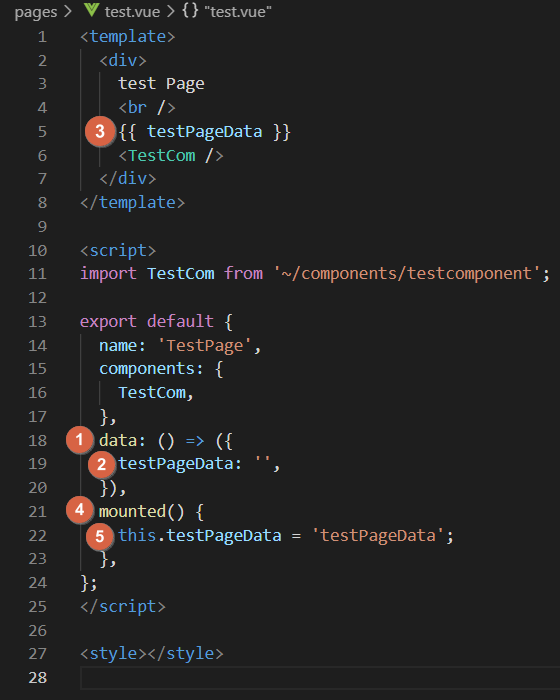 pages > test.vue > {} "test.vue"
1 <template>
2 <div>
3 test Page
4 <br />
5 3 {{ testPageData }}
6 <TestCom />
7 </div>
8 </template>
9
10 <script>
11 import TestCom from '~/components/testcomponent';
12
13 export default {
14 name: 'TestPage',
15 components: {
16 TestCom,
17 },
18 1 data: () => ({
19 2 testPageData: '',
20 }),
21 4 mounted() {
22 5 this.testPageData = 'testPageData';
23 },
24 };
25 </script>
26
27 <style></style>
28